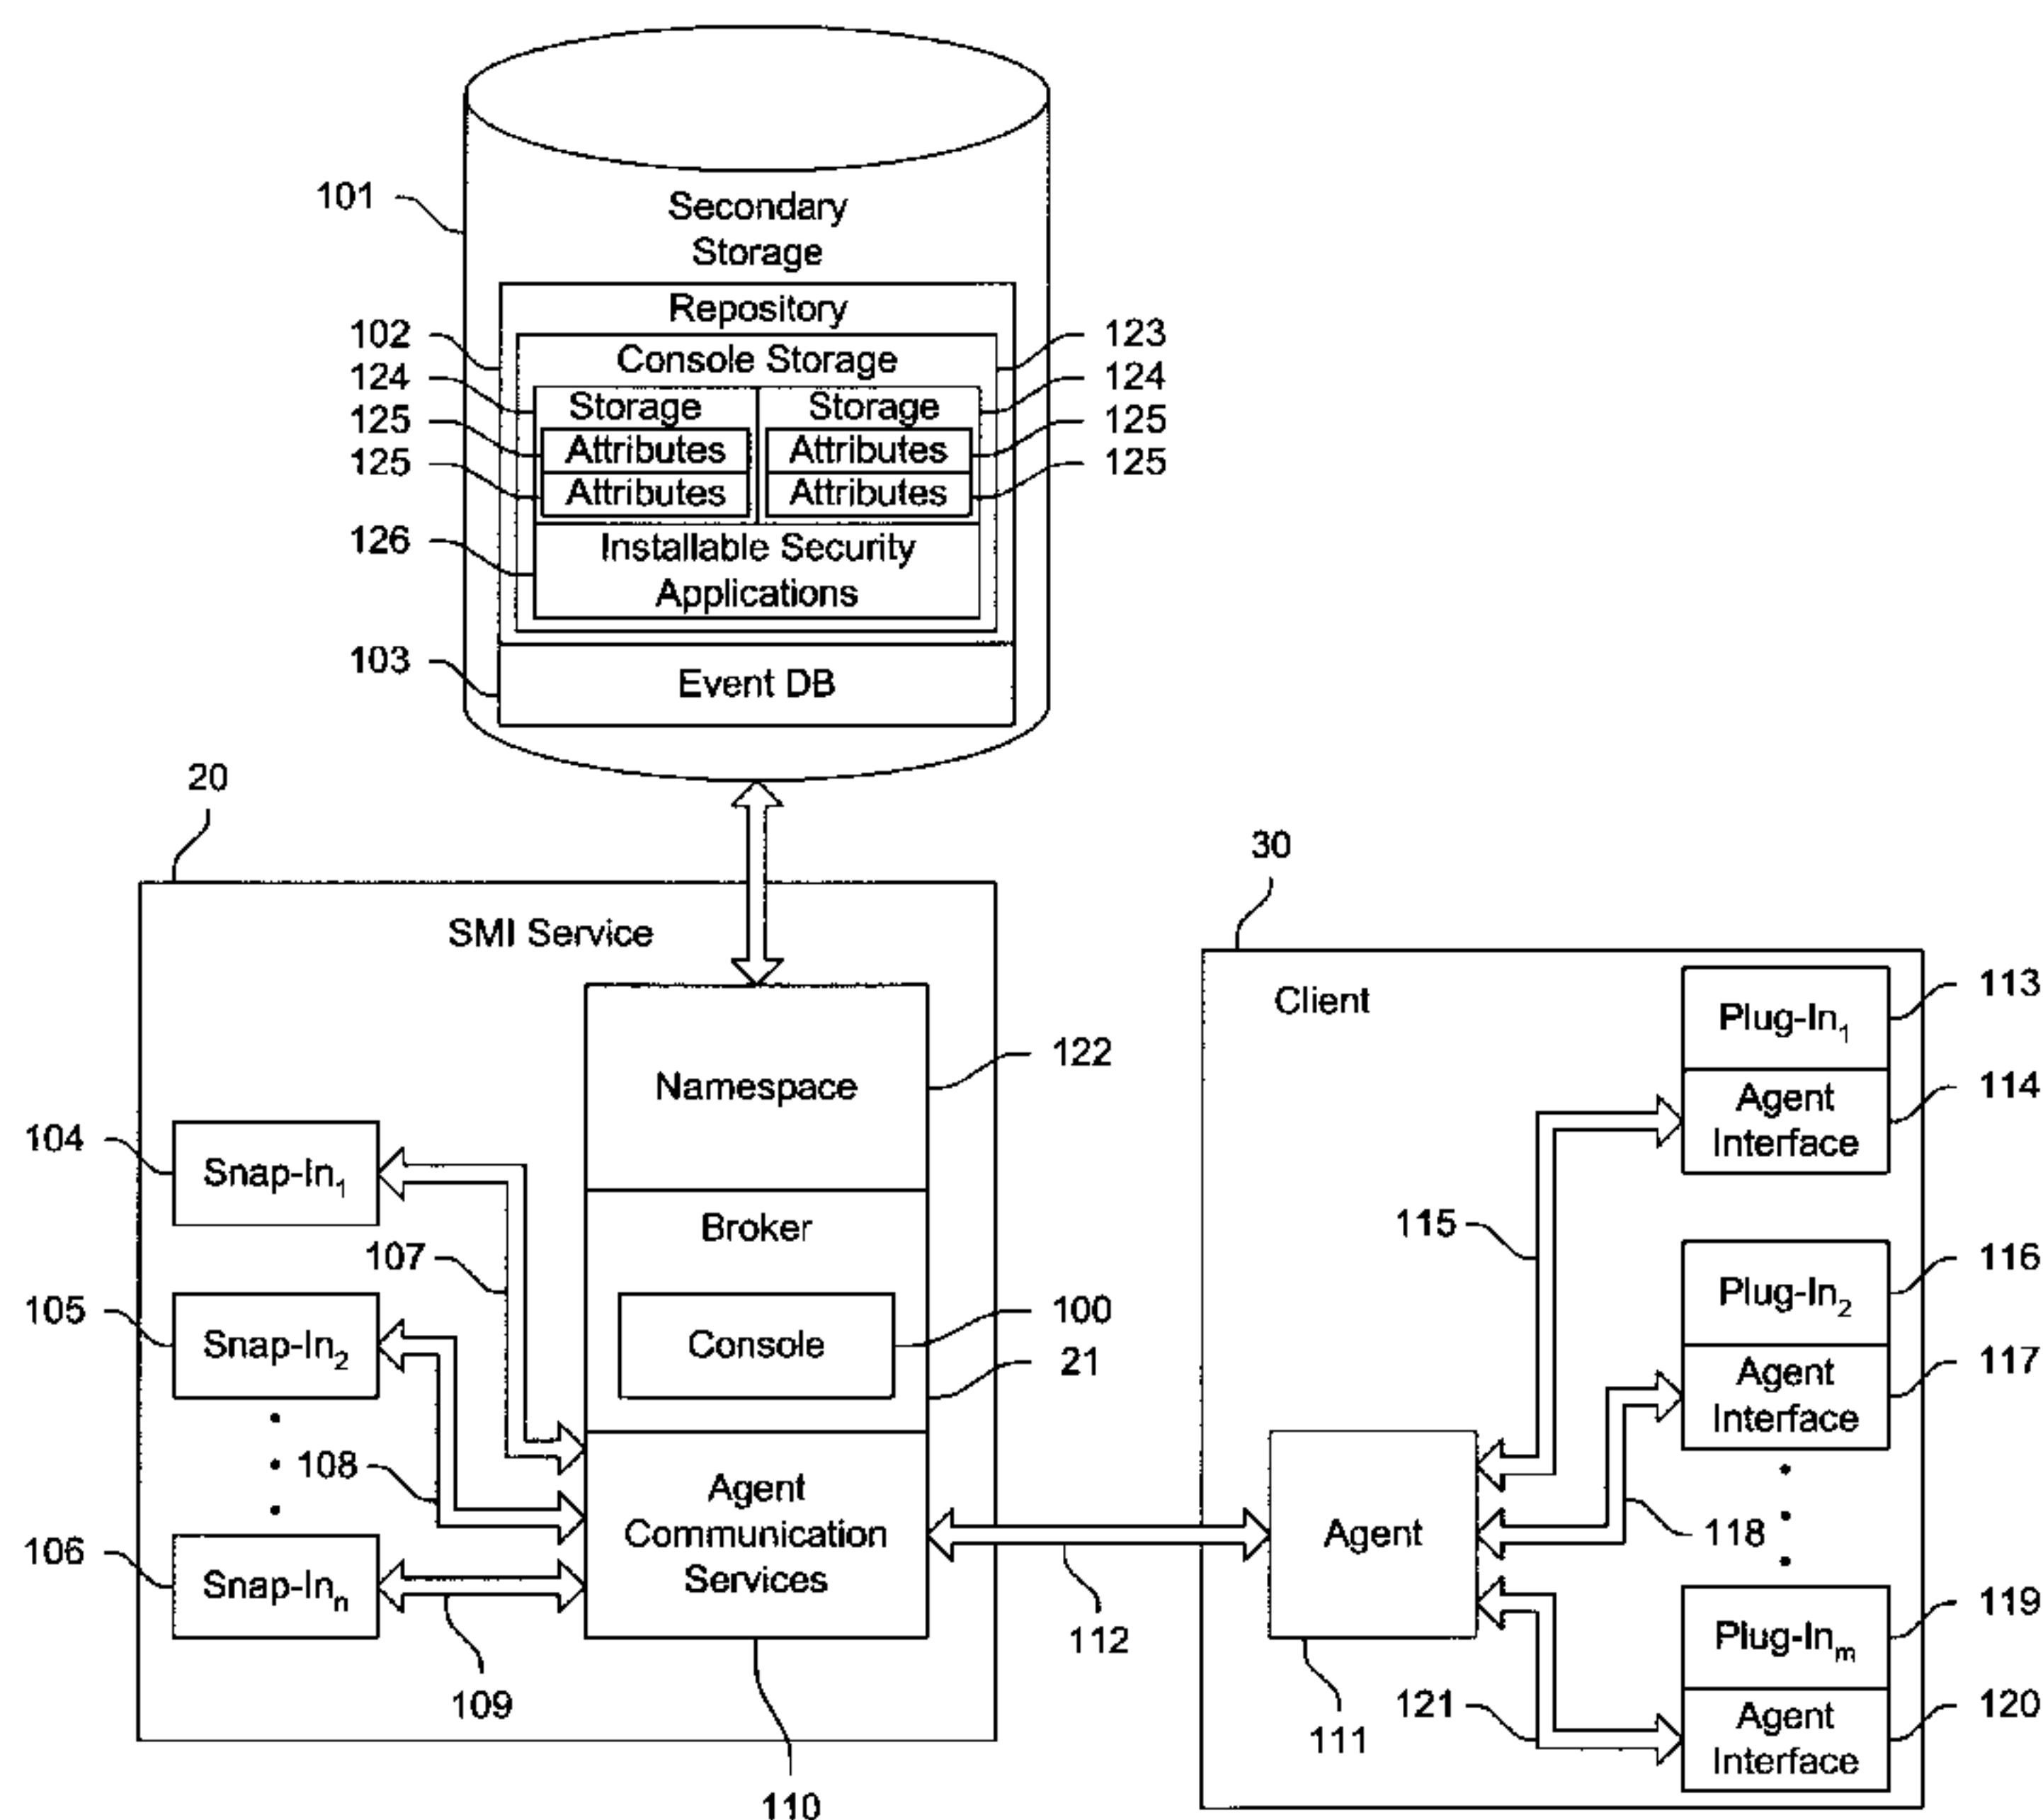 101
Secondary
Storage
Repository
102
123
Console Storage
124
124
Storage
Storage
125
125
Attributes
Attributes
125
125
Attributes
Attributes
126
Installable Security
Applications
103
Event DB
20
SMI Service
30
Client
113
Plug-In1
122
Namespace
114
Agent
Interface
104
Snap-In1
115
Broker
107
116
Plug-In2
105
Snap-In2
100
Console
21
117
Agent
Interface
108
Agent
Communication
Services
Agent
118
106
Snap-Inn
109
112
119
Plug-Inm
111
121
120
Agent
Interface
110